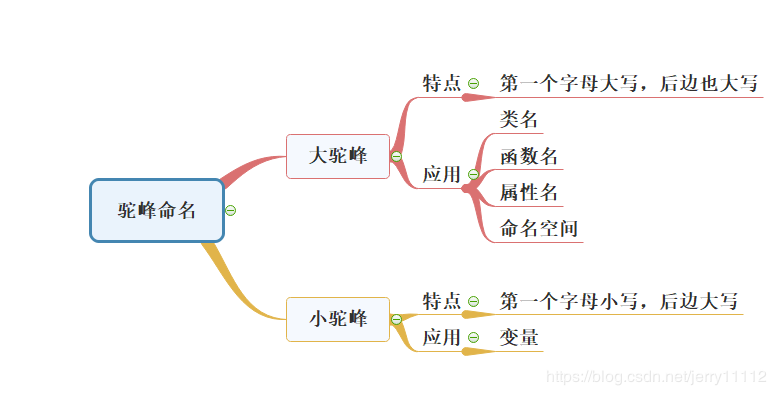 驼峰命名
大驼峰
特点
第一个字母大写，后边也大写
应用
类名
函数名
属性名
命名空间
小驼峰
特点
第一个字母小写，后边大写
应用
变量
https://blog.csdn.net/jerry11112